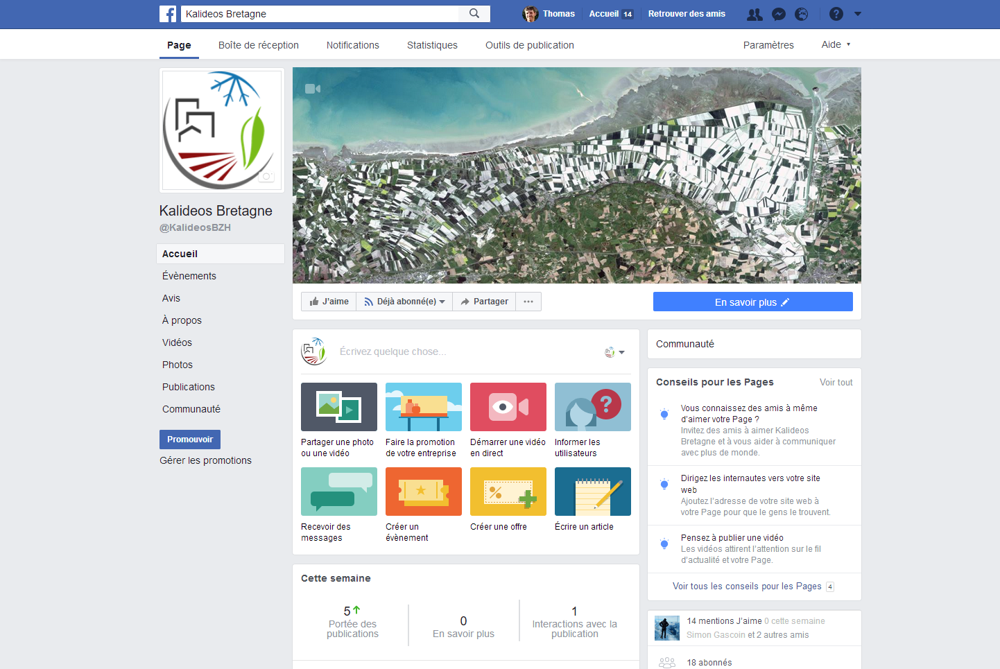 Kalideos Bretagne
Thomas
Accueil 14
Retrouver des amis
Page
Boîte de réception
Notifications
Statistiques
Outils de publication
Paramètres
Aide
Kalideos Bretagne
@KalideosBZH
Accueil
Évènements
Avis
À propos
Vidéos
Photos
Publications
Communauté
Promouvoir
Gérer les promotions
J'aime
Déjà abonné(e)
Partager
En savoir plus
Écrivez quelque chose...
Partager une photo
ou une vidéo
Faire la promotion
de votre entreprise
Démarrer une vidéo
en direct
Informer les
utilisateurs
Recevoir des
messages
Créer un
évènement
Créer une offre
Écrire un article
Cette semaine
5
Portée des
publications
0
En savoir plus
1
Interactions avec la
publication
Communauté
Conseils pour les Pages
Voir tout
Vous connaissez des amis à même
d'aimer votre Page ?
Invitez des amis à aimer Kalideos
Bretagne et à vous aider à communiquer
avec plus de monde.
Dirigez les internautes vers votre site
web
Ajoutez l'adresse de votre site web à
votre Page pour que le gens le trouvent.
Pensez à publier une vidéo
Les vidéos attirent l'attention sur le fil
d'actualité et votre Page.
Voir tous les conseils pour les Pages 4
14 mentions J'aime 0 cette semaine
Simon Gascoin et 2 autres amis
18 abonnés